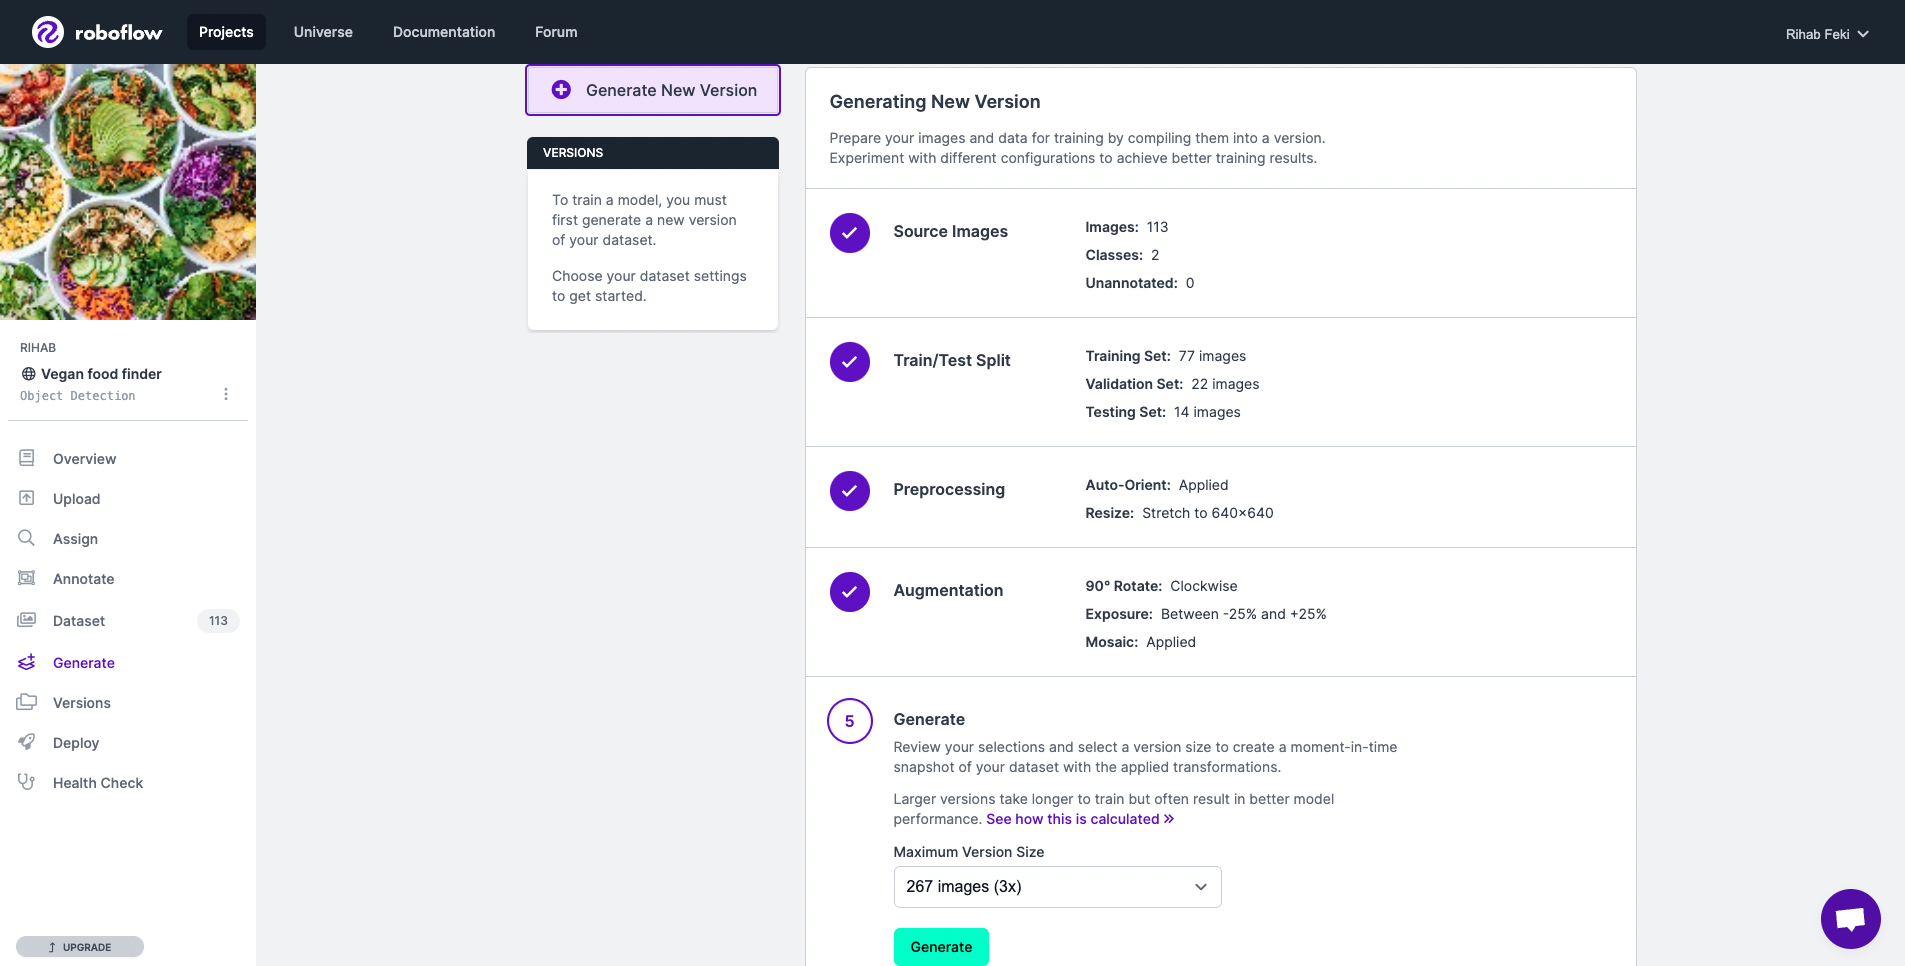 roboflow
Projects
Universe
Documentation
Forum
Rihab Feki
RIHAB
Vegan food finder
Object Detection
Overview
Upload
Assign
Annotate
Dataset 113
Generate
Versions
Deploy
Health Check
UPGRADE
Generate New Version
VERSIONS
To train a model, you must
first generate a new version
of your dataset.
Choose your dataset settings
to get started.
Generating New Version
Prepare your images and data for training by compiling them into a version.
Experiment with different configurations to achieve better training results.
Source Images
Images: 113
Classes: 2
Unannotated: 0
Train/Test Split
Training Set: 77 images
Validation Set: 22 images
Testing Set: 14 images
Preprocessing
Auto-Orient: Applied
Resize: Stretch to 640×640
Augmentation
90° Rotate: Clockwise
Exposure: Between -25% and +25%
Mosaic: Applied
5
Generate
Review your selections and select a version size to create a moment-in-time
snapshot of your dataset with the applied transformations.
Larger versions take longer to train but often result in better model
performance. See how this is calculated »
Maximum Version Size
267 images (3x)
Generate